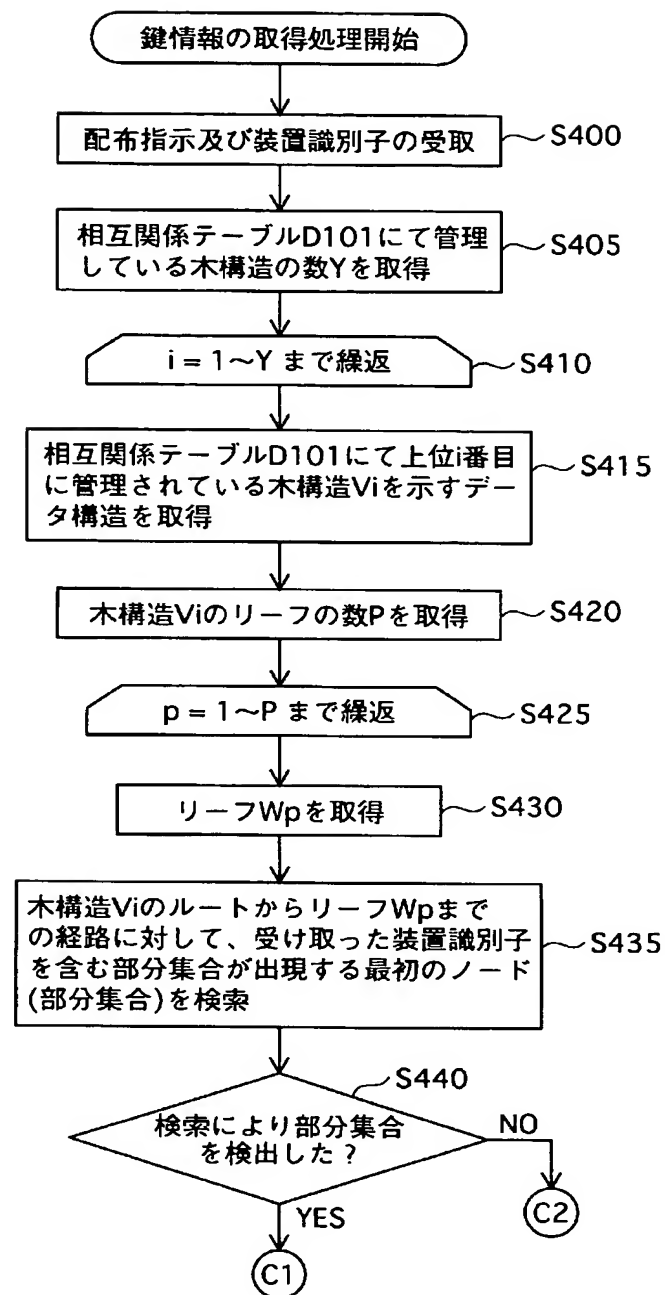 鍵情報の取得処理開始
配布指示及び装置識別子の受取
S400
相互関係テーブルD101にて管理
している木構造の数Yを取得
S405
i = 1～Y まで繰返
S410
相互関係テーブルD101にて上位i番目
に管理されている木構造Viを示すデー
タ構造を取得
S415
木構造Viのリーフの数Pを取得
S420
p = 1～P まで繰返
S425
リーフWpを取得
S430
木構造ViのルートからリーフWpまで
の経路に対して、受け取った装置識別子
を含む部分集合が出現する最初のノード
(部分集合)を検索
S435
S440
検索により部分集合
を検出した？
NO
C2
YES
C1